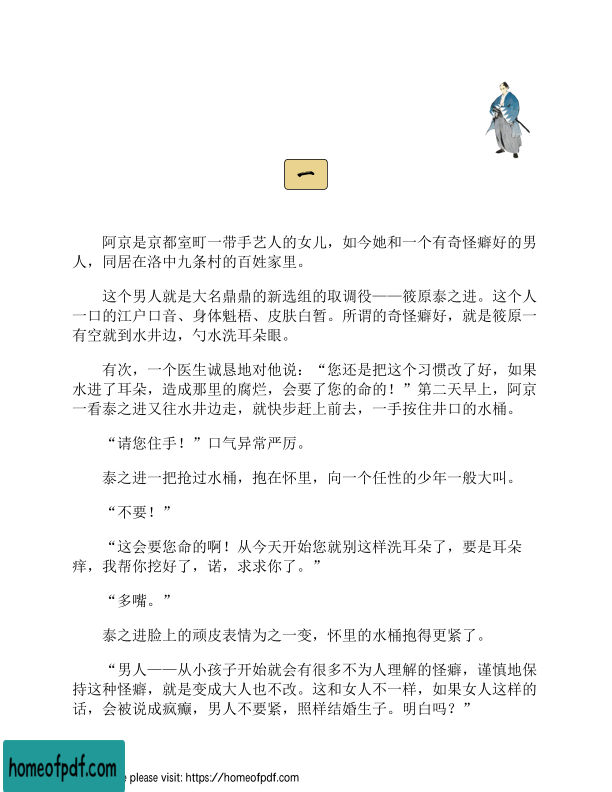 一
阿京是京都室町一带手艺人的女儿，如今她和一个有奇怪癖好的男
人，同居在洛中九条村的百姓家里。
这个男人就是大名鼎鼎的新选组的取调役——筱原泰之进。这个人
一口的江户口音、身体魁梧、皮肤白皙。所谓的奇怪癖好，就是筱原一
有空就到水井边，勺水洗耳朵眼。
有次，一个医生诚恳地对他说：“您还是把这个习惯改了好，如果
水进了耳朵，造成那里的腐烂，会要了您的命的！”第二天早上，阿京
一看泰之进又往水井边走，就快步赶上前去，一手按住井口的水桶。
“请您住手！”口气异常严厉。
泰之进一把抢过水桶，抱在怀里，向一个任性的少年一般大叫。
“不要！”
“这会要您命的啊！从今天开始您就别这样洗耳朵了，要是耳朵
痒，我帮你挖好了，诺，求求你了。”
“多嘴。”
泰之进脸上的顽皮表情为之一变，怀里的水桶抱得更紧了。
“男人——从小孩子开始就会有很多不为人理解的怪癖，谨慎地保
持这种怪癖，就是变成大人也不改。这和女人不一样，如果女人这样的
话，会被说成疯癫，男人不要紧，照样结婚生子。明白吗？”
homeofpdf.com
e please visit: https://homeofpdf.com